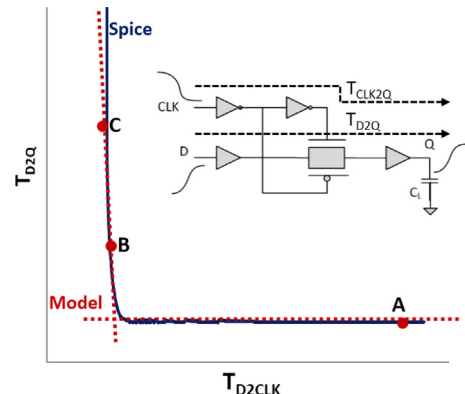 Spice
T_CLK2Q
CLK
T_D2Q
C
Q
D
T_D2Q
C_L
B
Model
A
T_D2CLK